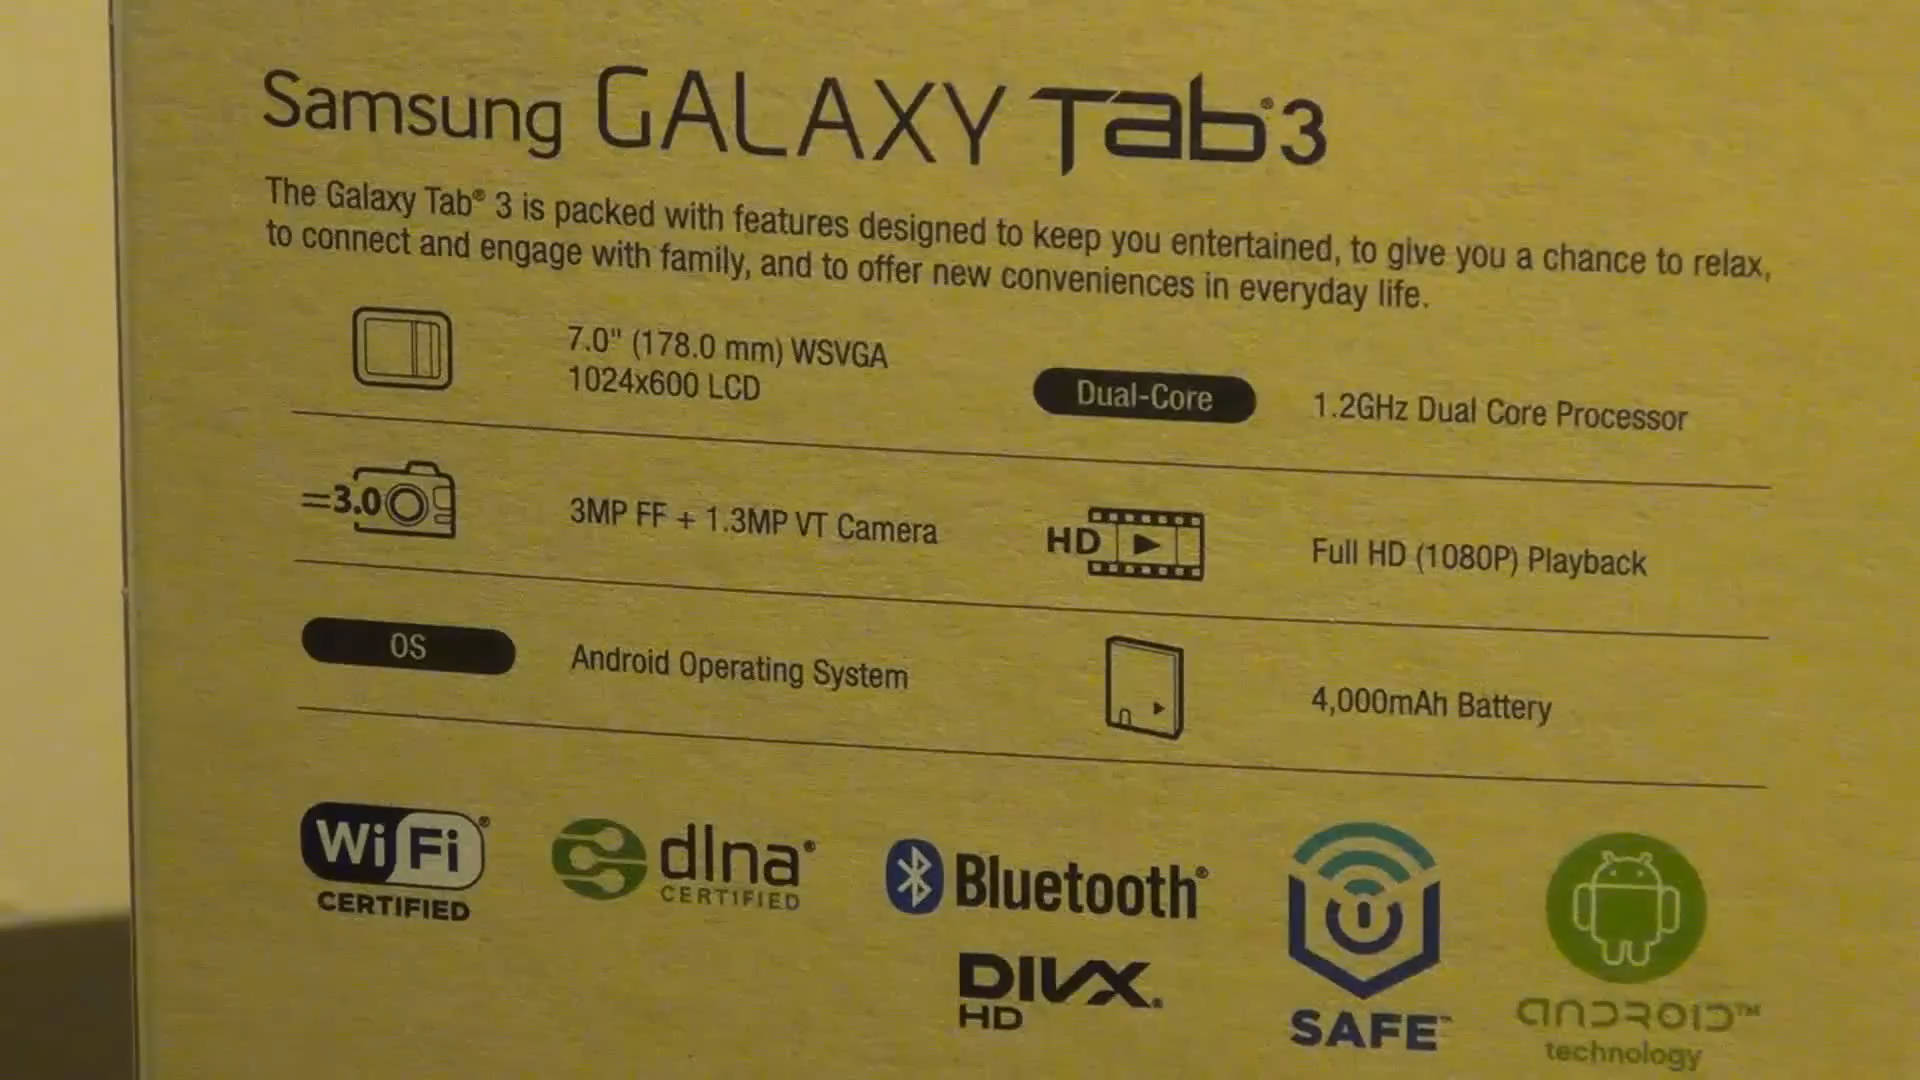 Samsung GALAXY Tab® 3
The Galaxy Tab® 3 is packed with features designed to keep you entertained, to give you a chance to relax,
to connect and engage with family, and to offer new conveniences in everyday life.
7.0" (178.0 mm) WSVGA
1024x600 LCD
Dual-Core
1.2GHz Dual Core Processor
=3.0
3MP FF + 1.3MP VT Camera
HD
Full HD (1080P) Playback
OS
Android Operating System
4,000mAh Battery
Wi Fi®
CERTIFIED
dlna®
CERTIFIED
Bluetooth®
DIVX®
HD
SAFE™
ANDROID™
technology